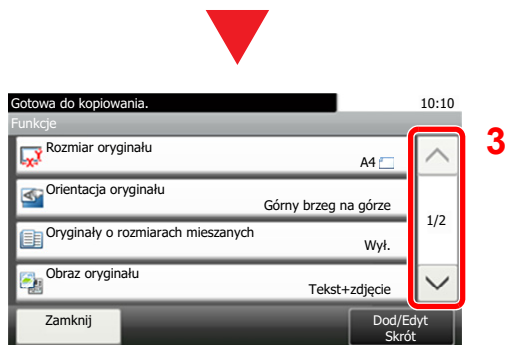 Gotowa do kopiowania. 10:10
Funkcje
Rozmiar oryginału
A4
Orientacja oryginału
Górny brzeg na górze
Oryginały o rozmiarach mieszanych
Wył.
Obraz oryginału
Tekst+zdjęcie
1/2
3
Zamknij
Dod/Edyt
Skrót